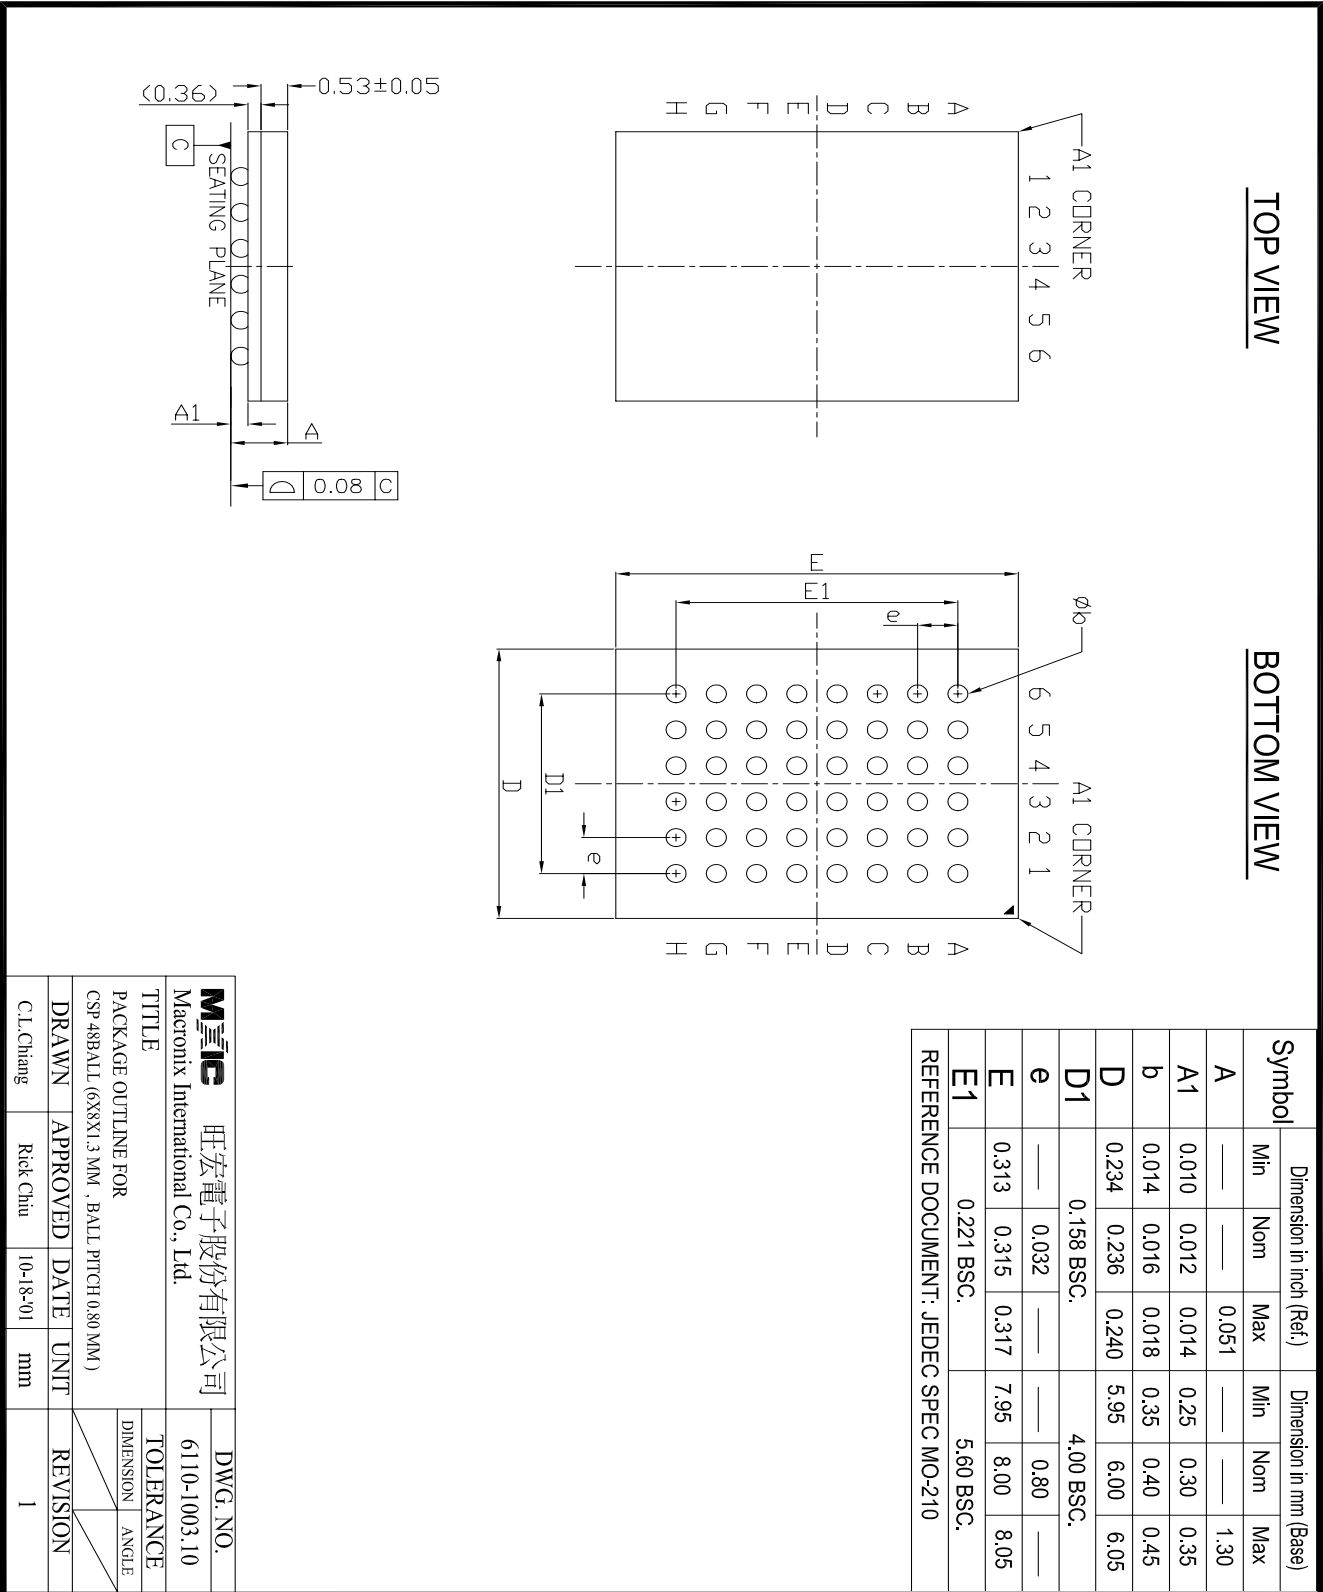 TOP VIEW
BOTTOM VIEW
A1 CORNER
1 2 3 4 5 6
A
B
C
D
E
F
G
H
0.53±0.05
(0.36)
C
SEATING PLANE
A1
A
0.08 C
Øb
A1 CORNER
6 5 4 3 2 1
A
B
C
D
E
F
G
H
E
E1
e
D1
D
e
Symbol Dimension in inch (Ref.) Dimension in mm (Base)
Min Nom Max Min Nom Max
A — — 0.051 — — 1.30
A1 0.010 0.012 0.014 0.25 0.30 0.35
b 0.014 0.016 0.018 0.35 0.40 0.45
D 0.234 0.236 0.240 5.95 6.00 6.05
D1 0.158 BSC. 4.00 BSC.
e — 0.032 — — 0.80 —
E 0.313 0.315 0.317 7.95 8.00 8.05
E1 0.221 BSC. 5.60 BSC.
REFERENCE DOCUMENT: JEDEC SPEC MO-210
MXIC 旺宏電子股份有限公司
Macronix International Co., Ltd.
DWG. NO.
6110-1003.10
TITLE
PACKAGE OUTLINE FOR
CSP 48BALL (6X8X1.3 MM , BALL PITCH 0.80 MM )
TOLERANCE
DIMENSION ANGLE
DRAWN APPROVED DATE UNIT REVISION
C.L.Chiang Rick Chiu 10-18-'01 mm 1